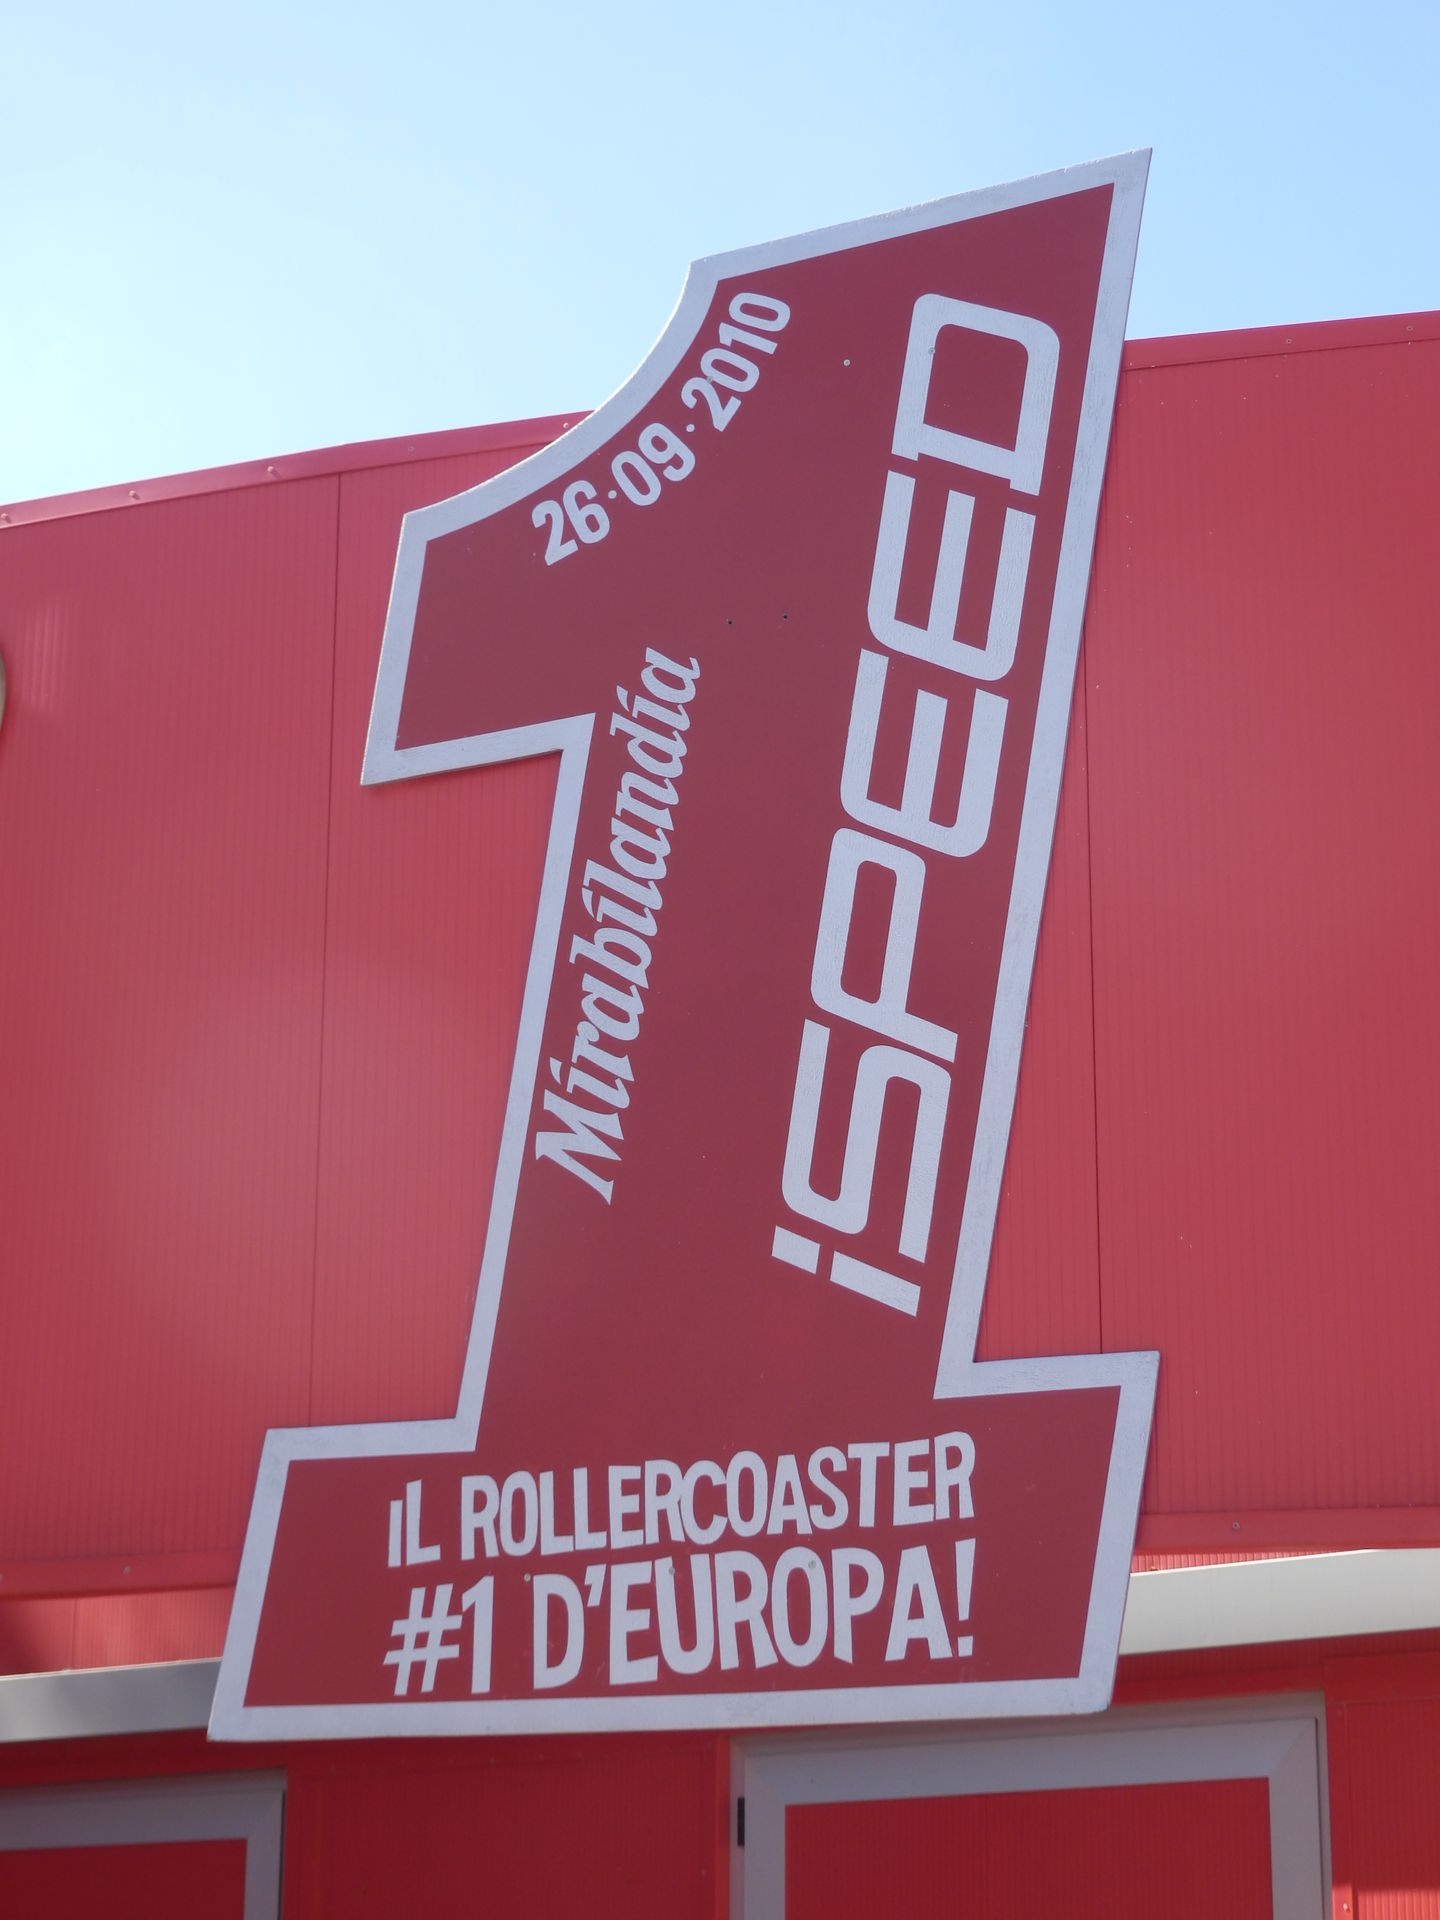 26·09·2010
Mirabilandia
iSPEED
IL ROLLERCOASTER
#1 D'EUROPA!